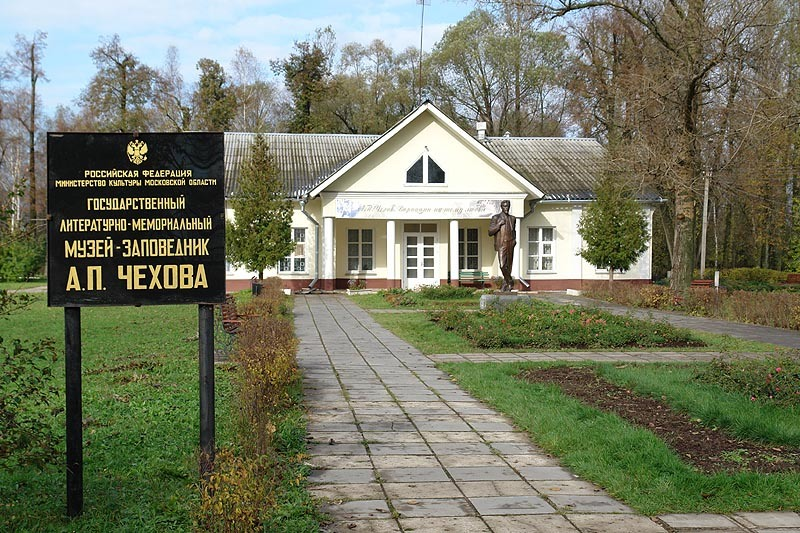 РОССИЙСКАЯ ФЕДЕРАЦИЯ
МИНИСТЕРСТВО КУЛЬТУРЫ МОСКОВСКОЙ ОБЛАСТИ
ГОСУДАРСТВЕННЫЙ
ЛИТЕРАТУРНО-МЕМОРИАЛЬНЫЙ
МУЗЕЙ-ЗАПОВЕДНИК
А.П. ЧЕХОВА